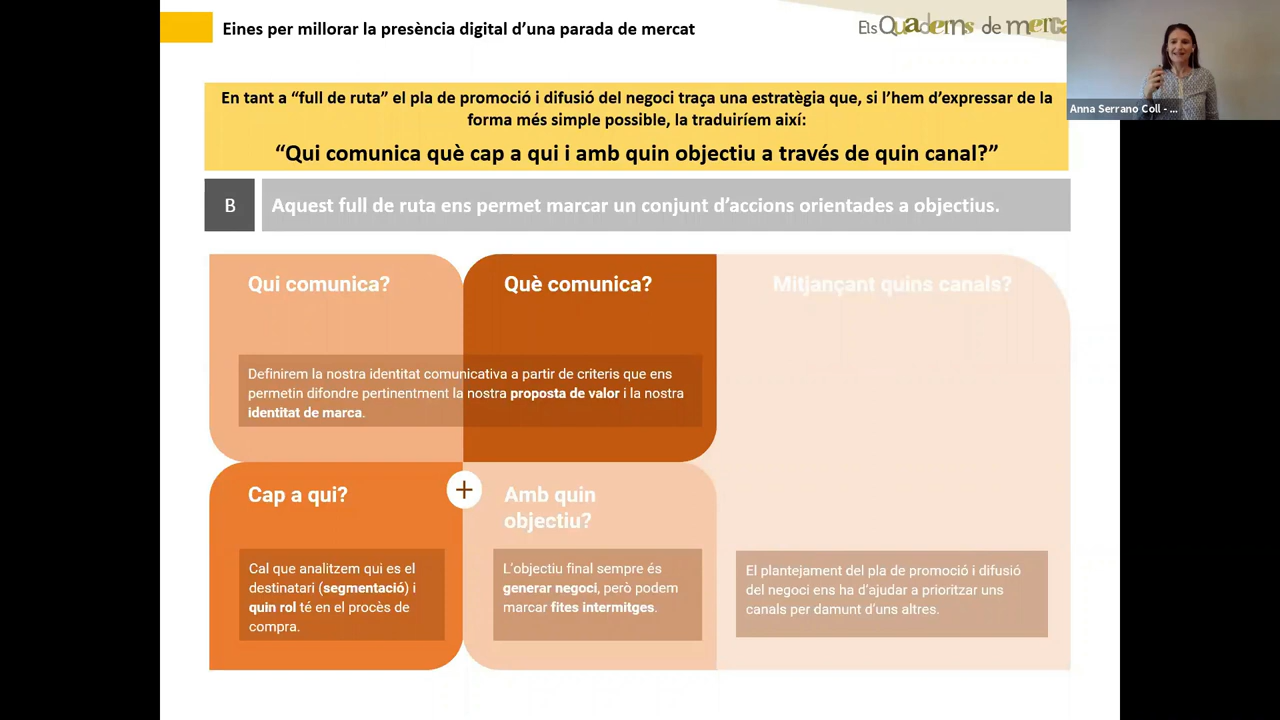 Eines per millorar la presència digital d'una parada de mercat
Els Quaderns de merca
Anna Serrano Coll - ...
En tant a “full de ruta” el pla de promoció i difusió del negoci traça una estratègia que, si l'hem d'expressar de la
forma més simple possible, la traduiríem així:
“Qui comunica què cap a qui i amb quin objectiu a través de quin canal?”
B
Aquest full de ruta ens permet marcar un conjunt d'accions orientades a objectius.
Qui comunica?
Què comunica?
Mitjançant quins canals?
Definirem la nostra identitat comunicativa a partir de criteris que ens
permetin difondre pertinentment la nostra proposta de valor i la nostra
identitat de marca.
Cap a qui?
Amb quin
objectiu?
Cal que analitzem qui es el
destinatari (segmentació) i
quin rol té en el procès de
compra.
L'objectiu final sempre és
generar negoci, però podem
marcar fites intermitges.
El plantejament del pla de promoció i difusió
del negoci ens ha d'ajudar a prioritzar uns
canals per damunt d'uns altres.